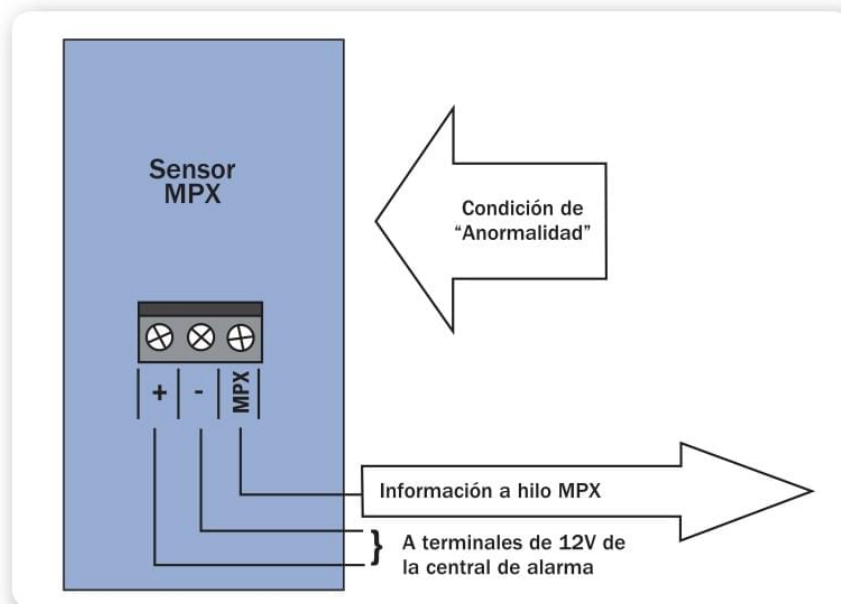 Sensor
MPX
Condición de
“Anormalidad”
+ - MPX
Información a hilo MPX
A terminales de 12V de
la central de alarma